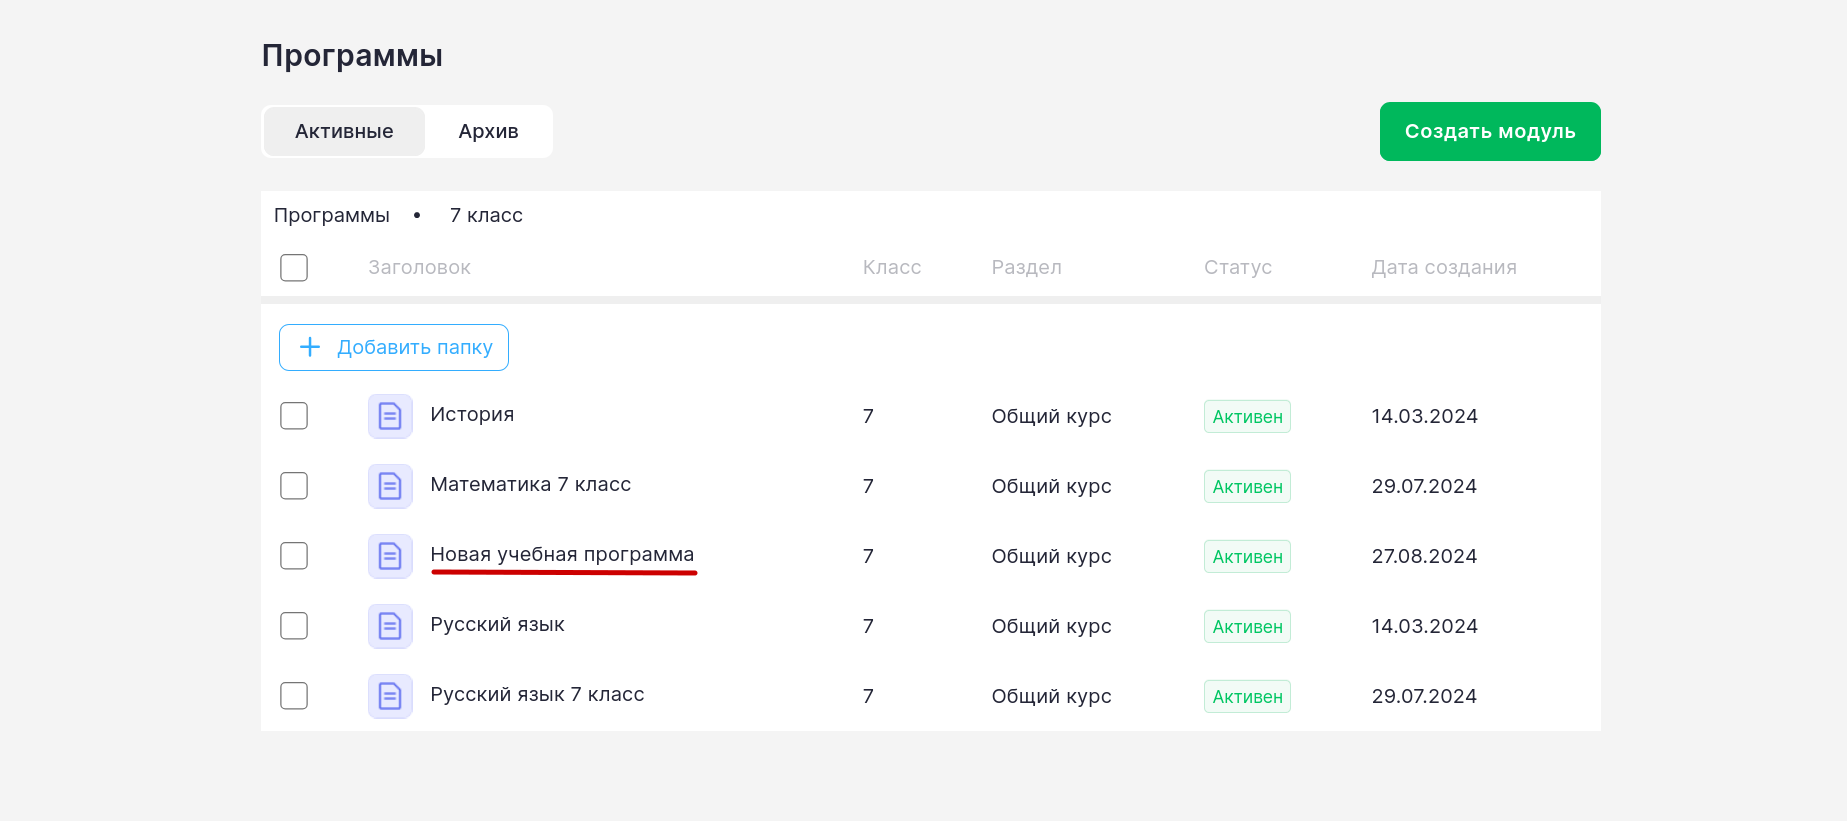 Программы
Активные Архив Создать модуль
Программы • 7 класс
Заголовок Класс Раздел Статус Дата создания
+ Добавить папку
История 7 Общий курс Активен 14.03.2024
Математика 7 класс 7 Общий курс Активен 29.07.2024
Новая учебная программа 7 Общий курс Активен 27.08.2024
Русский язык 7 Общий курс Активен 14.03.2024
Русский язык 7 класс 7 Общий курс Активен 29.07.2024